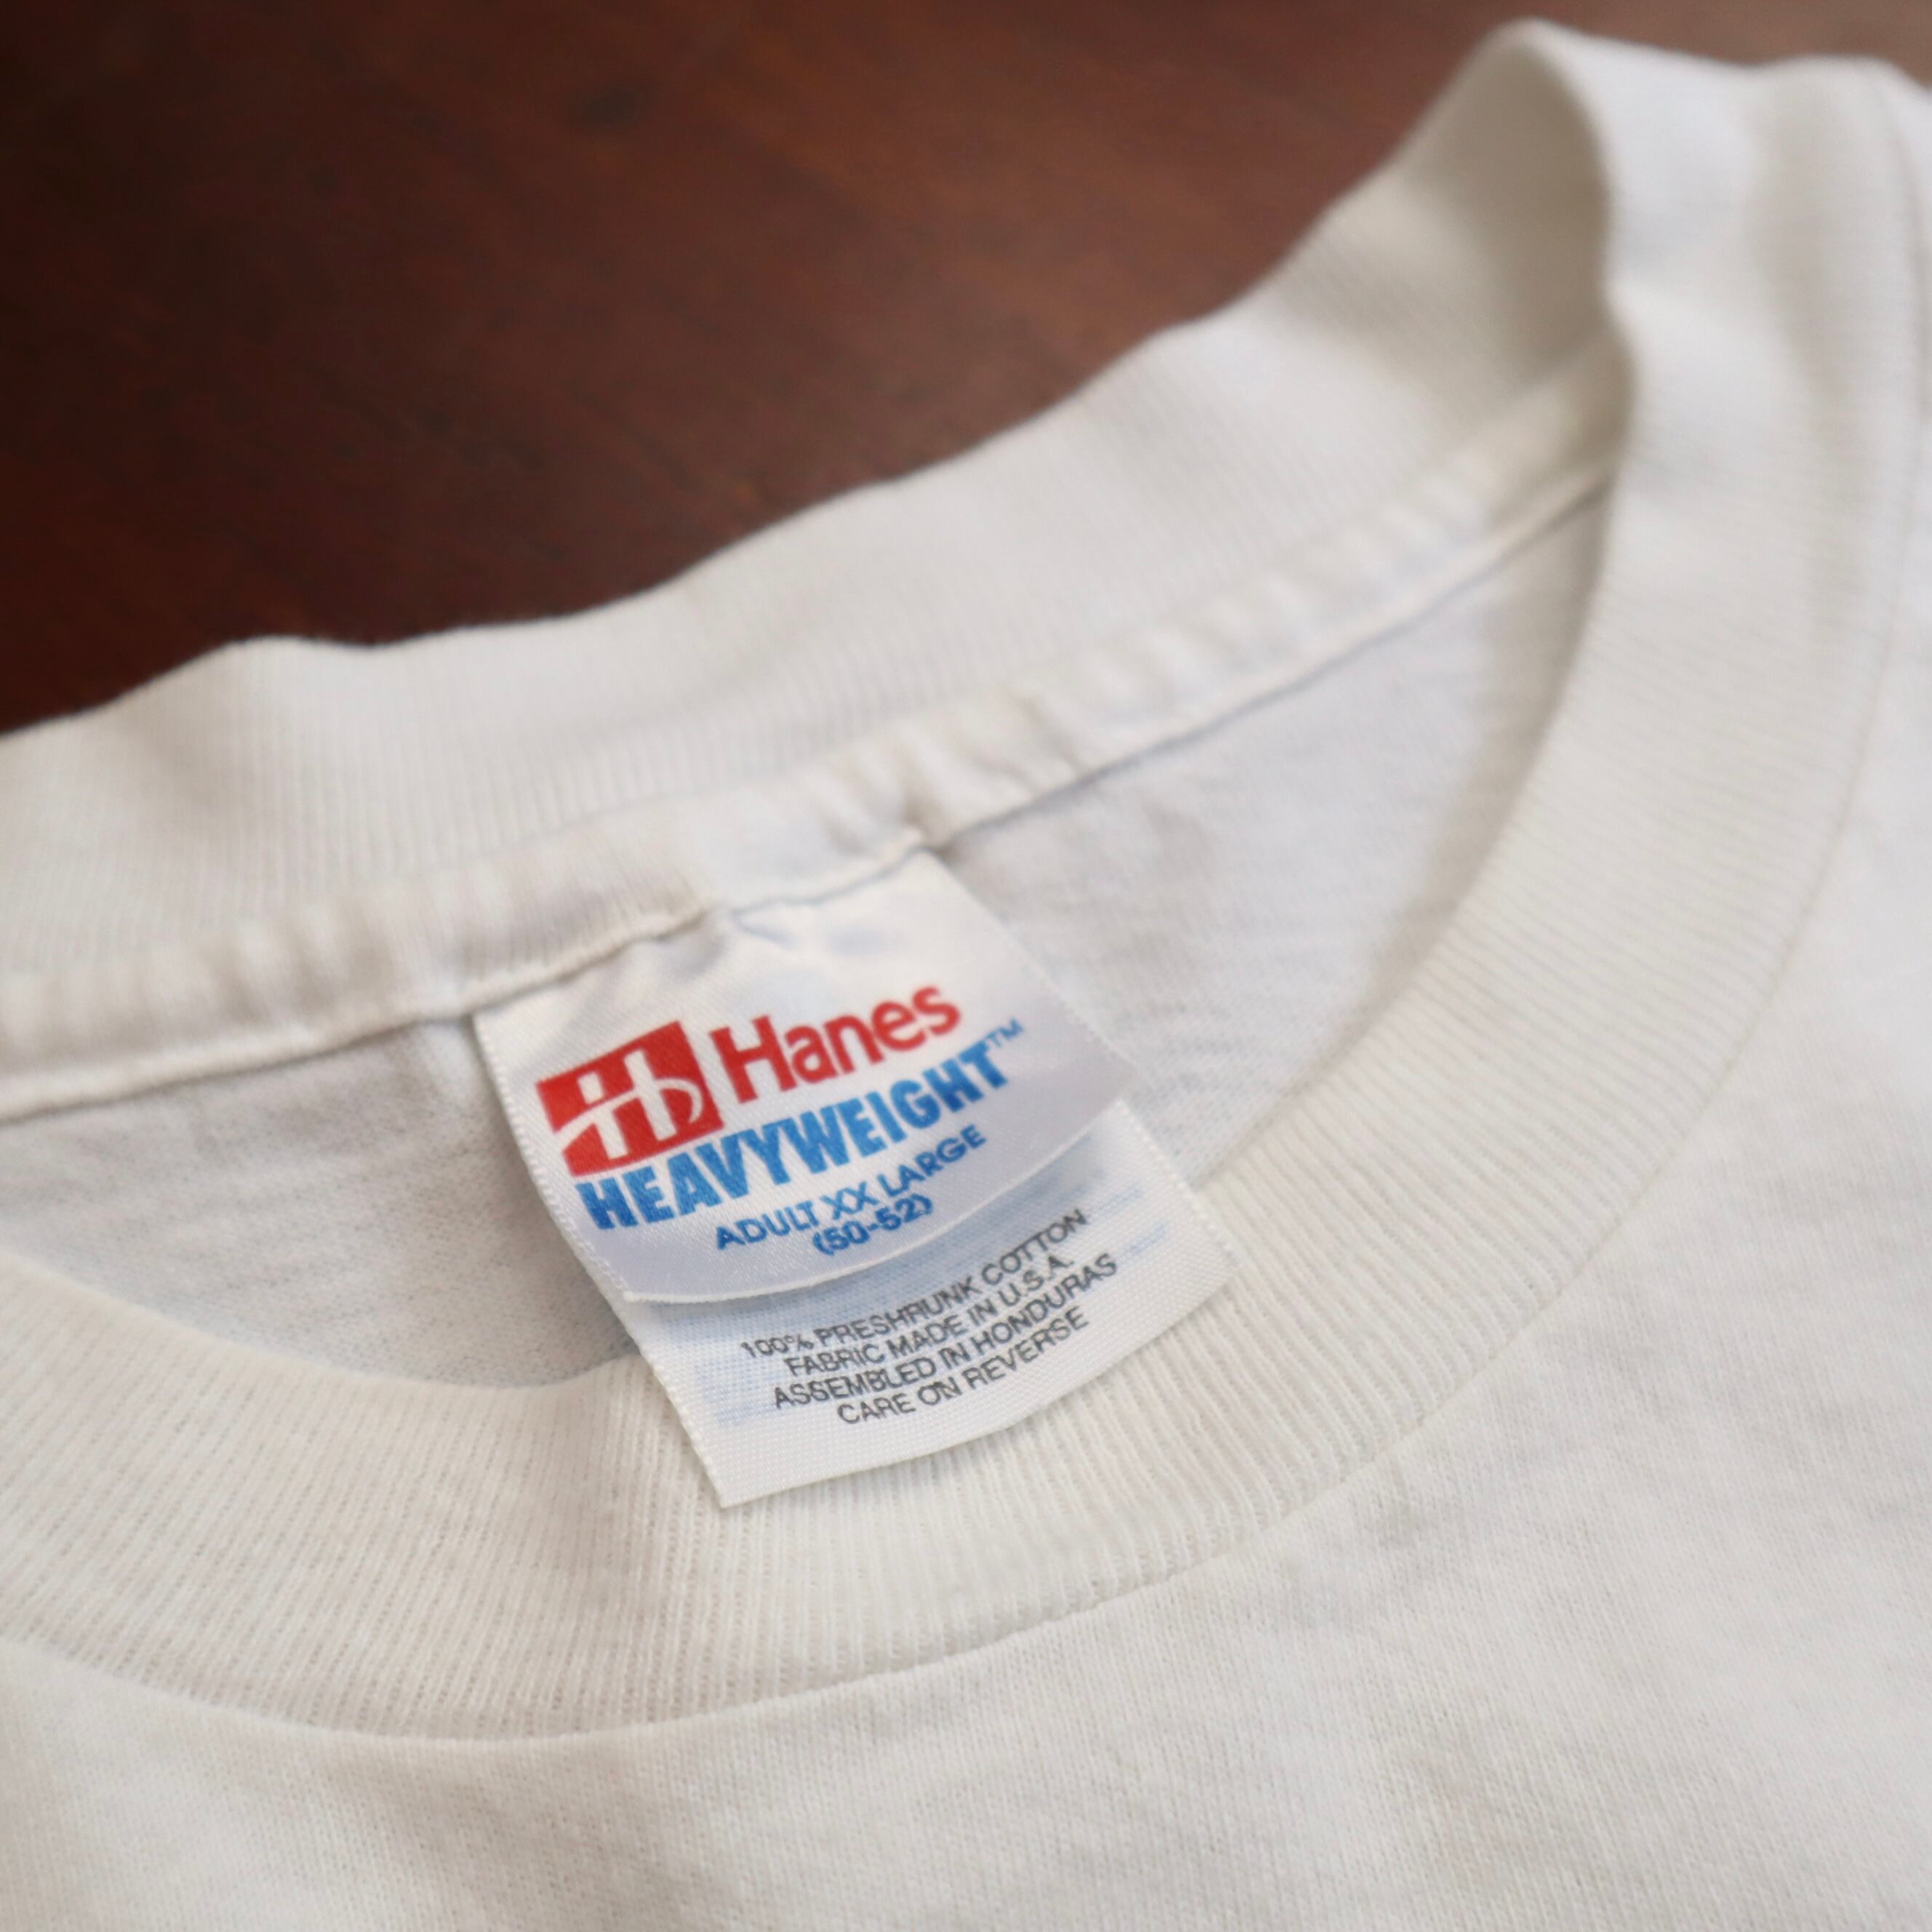 Hanes
HEAVYWEIGHT™
ADULT XX LARGE
(50-52)
100% PRESHRUNK COTTON
FABRIC MADE IN U.S.A.
ASSEMBLED IN HONDURAS
CARE ON REVERSE